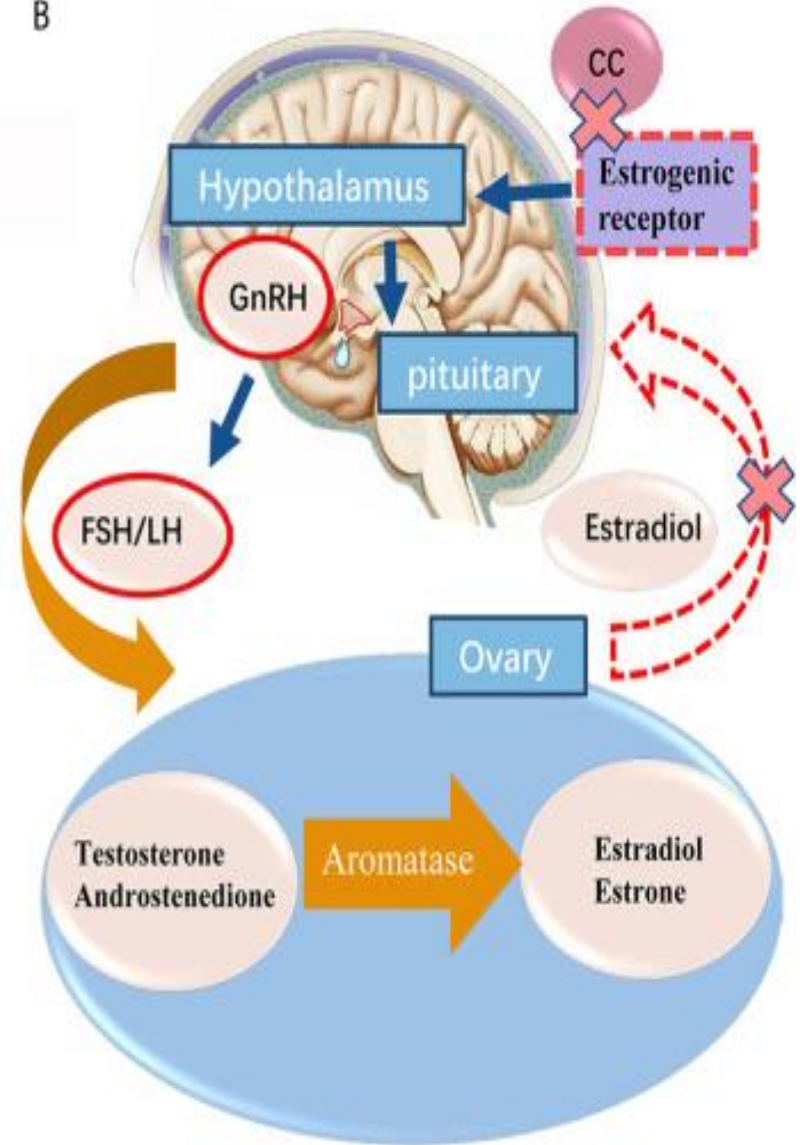 B
CC
Estrogenic
receptor
Hypothalamus
GnRH
pituitary
FSH/LH
Estradiol
Ovary
Testosterone
Androstenedione
Aromatase
Estradiol
Estrone